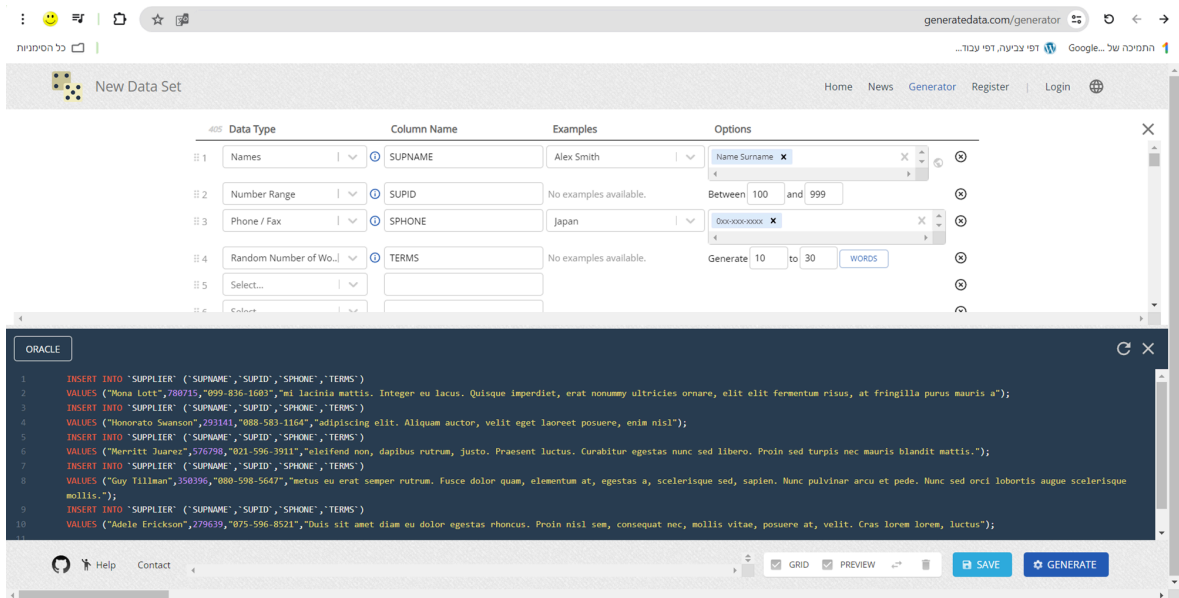 generatedata.com/generator
כל הסימניות
דפי צביעה, דפי עבוד...
התמיכה של Google...
New Data Set
Home News Generator Register | Login
405 Data Type Column Name Examples Options
1 Names SUPNAME Alex Smith Name Surname x
2 Number Range SUPID No examples available. Between 100 and 999
3 Phone / Fax SPHONE Japan 0xx-xxx-xxxx x
4 Random Number of Wo.. TERMS No examples available. Generate 10 to 30 WORDS
5 Select...
6 Select...
ORACLE
1 INSERT INTO `SUPPLIER` (`SUPNAME`,`SUPID`,`SPHONE`,`TERMS`)
2 VALUES ("Mona Lott",780715,"099-836-1603","mi lacinia mattis. Integer eu lacus. Quisque imperdiet, erat nonummy ultricies ornare, elit elit fermentum risus, at fringilla purus mauris a");
3 INSERT INTO `SUPPLIER` (`SUPNAME`,`SUPID`,`SPHONE`,`TERMS`)
4 VALUES ("Honorato Swanson",293141,"088-583-1164","adipiscing elit. Aliquam auctor, velit eget laoreet posuere, enim nisl");
5 INSERT INTO `SUPPLIER` (`SUPNAME`,`SUPID`,`SPHONE`,`TERMS`)
6 VALUES ("Merritt Juarez",576798,"021-596-3911","eleifend non, dapibus rutrum, justo. Praesent luctus. Curabitur egestas nunc sed libero. Proin sed turpis nec mauris blandit mattis.");
7 INSERT INTO `SUPPLIER` (`SUPNAME`,`SUPID`,`SPHONE`,`TERMS`)
8 VALUES ("Guy Tillman",350396,"080-598-5647","metus eu erat semper rutrum. Fusce dolor quam, elementum at, egestas a, scelerisque sed, sapien. Nunc pulvinar arcu et pede. Nunc sed orci lobortis augue scelerisque
mollis.");
9 INSERT INTO `SUPPLIER` (`SUPNAME`,`SUPID`,`SPHONE`,`TERMS`)
10 VALUES ("Adele Erickson",279639,"075-596-8521","Duis sit amet diam eu dolor egestas rhoncus. Proin nisl sem, consequat nec, mollis vitae, posuere at, velit. Cras lorem lorem, luctus");
11
Help Contact GRID PREVIEW SAVE GENERATE